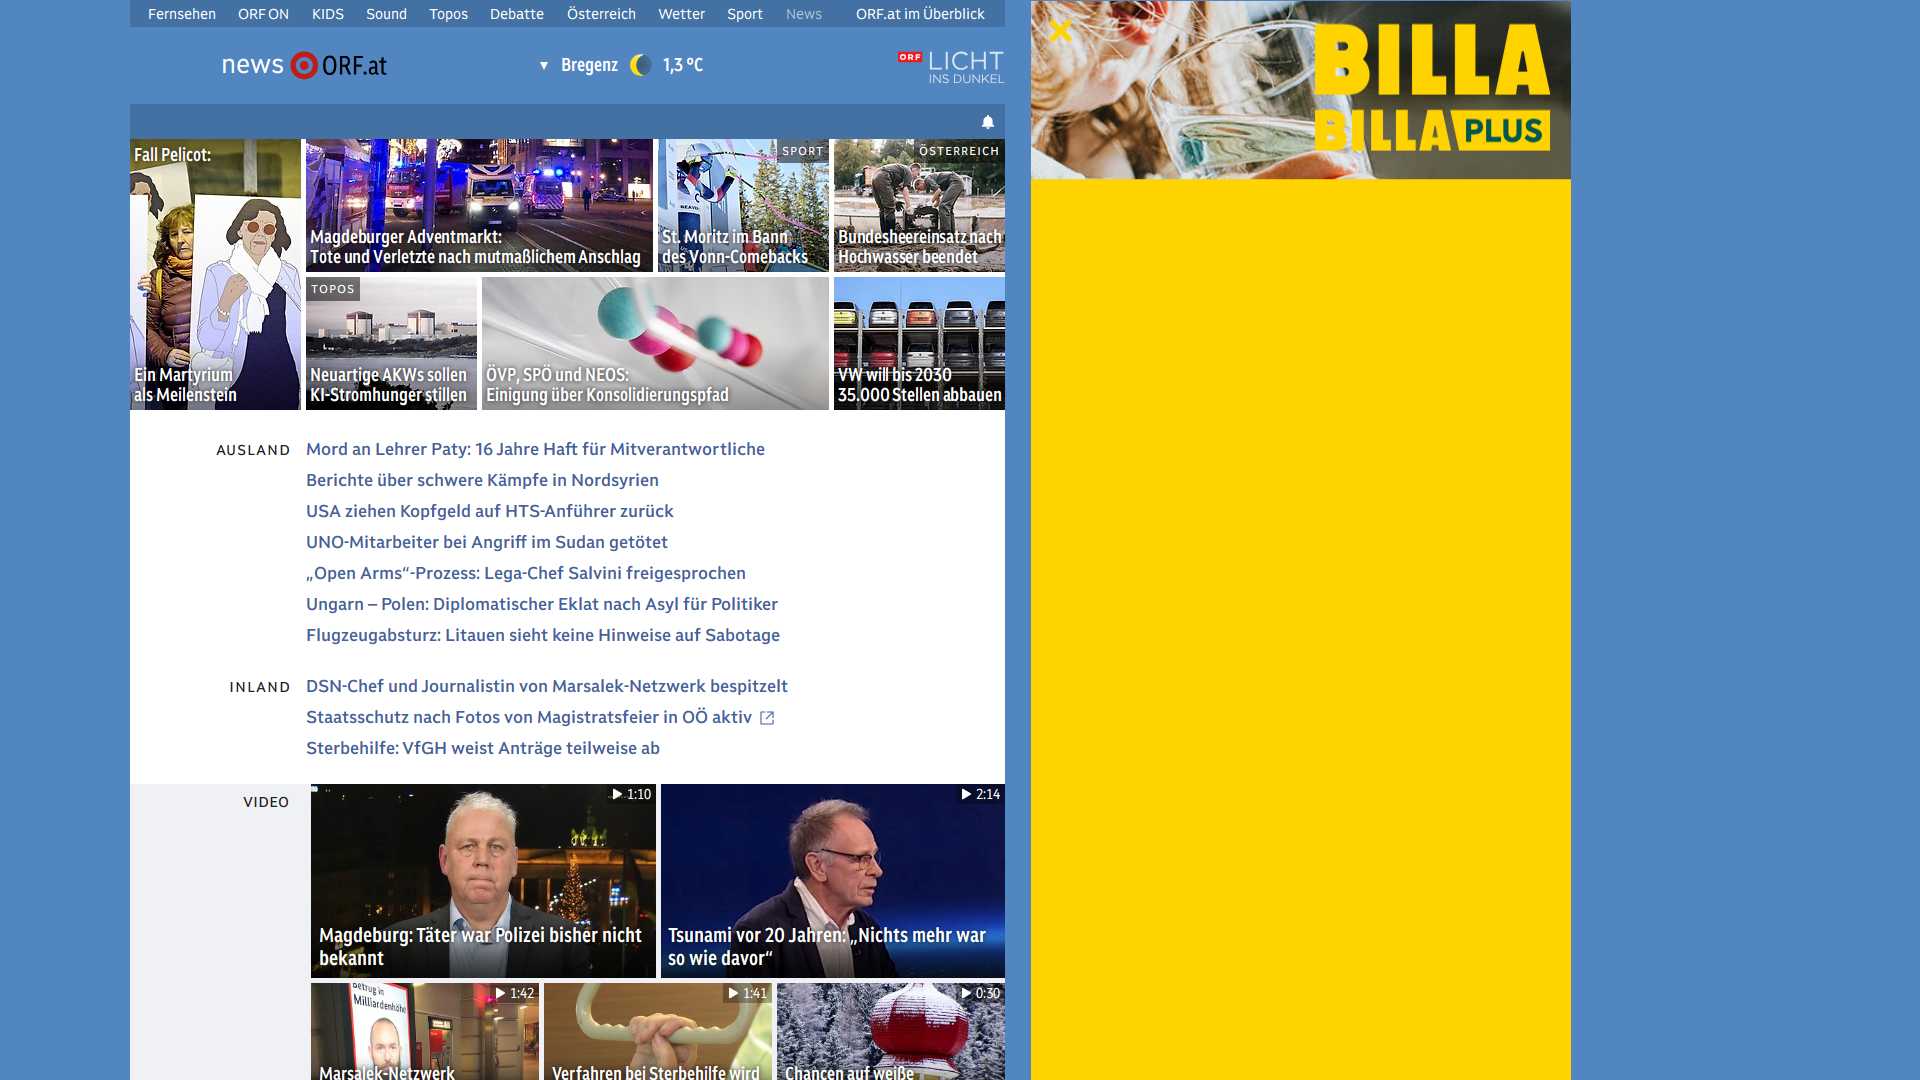 Fernsehen ORF ON KIDS Sound Topos Debatte Österreich Wetter Sport News ORF.at im Überblick
news ORF.at
▼ Bregenz 1,3 °C
ORF LICHT
INS DUNKEL
BILLA
BILLA PLUS
Fall Pelicot:
Ein Martyrium
als Meilenstein
Magdeburger Adventmarkt:
Tote und Verletzte nach mutmaßlichem Anschlag
SPORT
St. Moritz im Bann
des Vonn-Comebacks
ÖSTERREICH
Bundesheereinsatz nach
Hochwasser beendet
TOPOS
Neuartige AKWs sollen
KI-Stromhunger stillen
ÖVP, SPÖ und NEOS:
Einigung über Konsolidierungspfad
VW will bis 2030
35.000 Stellen abbauen
AUSLAND
Mord an Lehrer Paty: 16 Jahre Haft für Mitverantwortliche
Berichte über schwere Kämpfe in Nordsyrien
USA ziehen Kopfgeld auf HTS-Anführer zurück
UNO-Mitarbeiter bei Angriff im Sudan getötet
„Open Arms“-Prozess: Lega-Chef Salvini freigesprochen
Ungarn – Polen: Diplomatischer Eklat nach Asyl für Politiker
Flugzeugabsturz: Litauen sieht keine Hinweise auf Sabotage
INLAND
DSN-Chef und Journalistin von Marsalek-Netzwerk bespitzelt
Staatsschutz nach Fotos von Magistratsfeier in OÖ aktiv
Sterbehilfe: VfGH weist Anträge teilweise ab
VIDEO
1:10
Magdeburg: Täter war Polizei bisher nicht
bekannt
2:14
Tsunami vor 20 Jahren: „Nichts mehr war
so wie davor“
1:42
Betrug in
Milliardenhöhe
Marsalek-Netzwerk
1:41
Verfahren bei Sterbehilfe wird
0:30
Chancen auf weiße